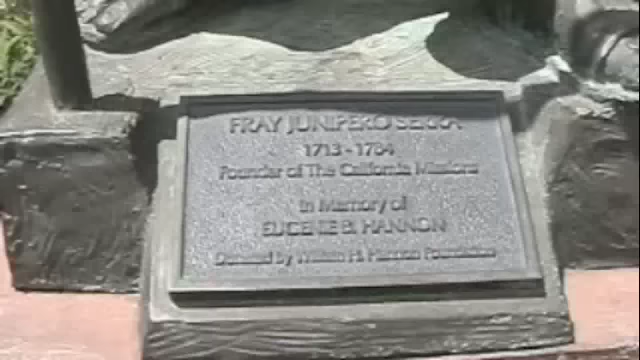 FRAY JUNIPERO SERRA
1713 - 1784
Founder of The California Missions
In Memory of
EUGENE B. HANNON
Donated by William H. Hannon Foundation